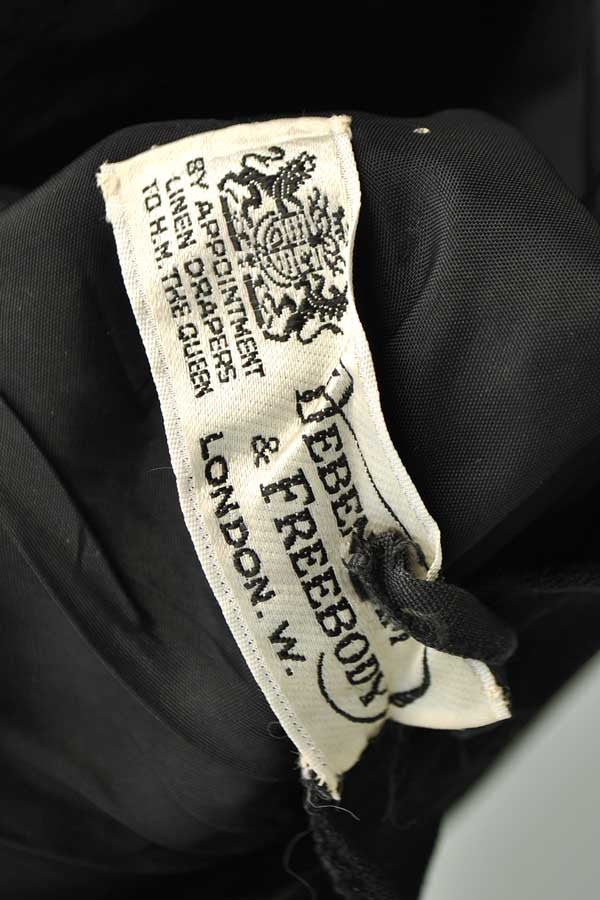 BY APPOINTMENT
LINEN DRAPERS
TO H.M. THE QUEEN
& FREEBODY
LONDON. W.